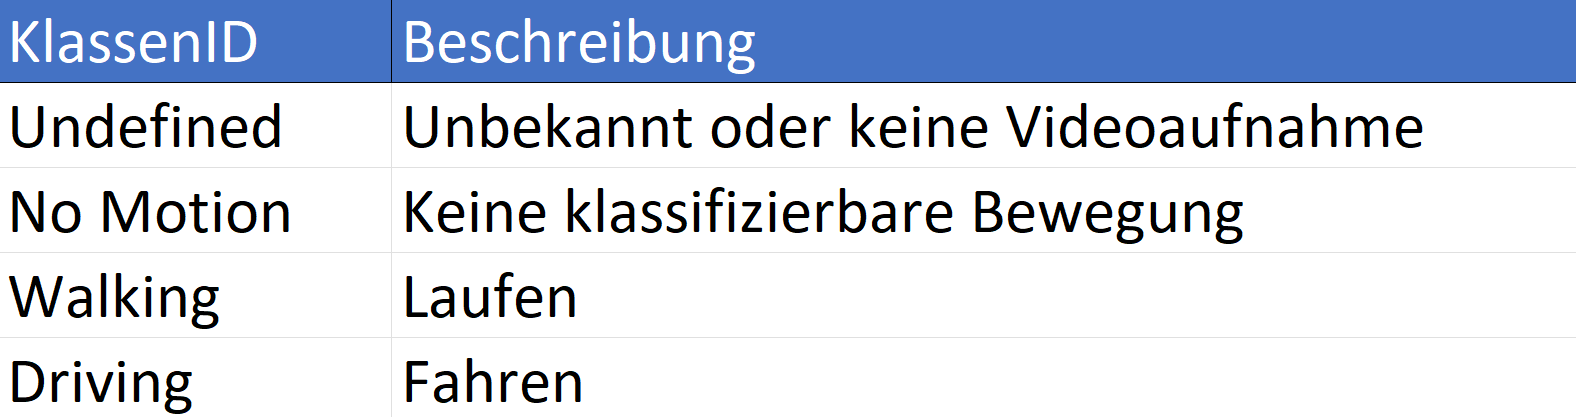 KlassenID Beschreibung
Undefined Unbekannt oder keine Videoaufnahme
No Motion Keine klassifizierbare Bewegung
Walking Laufen
Driving Fahren